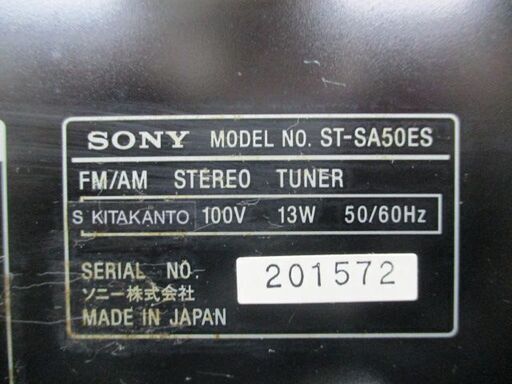 SONY MODEL NO. ST-SA50ES
FM/AM STEREO TUNER
S KITAKANTO 100V 13W 50/60Hz
SERIAL NO. 201572
ソニー株式会社
MADE IN JAPAN